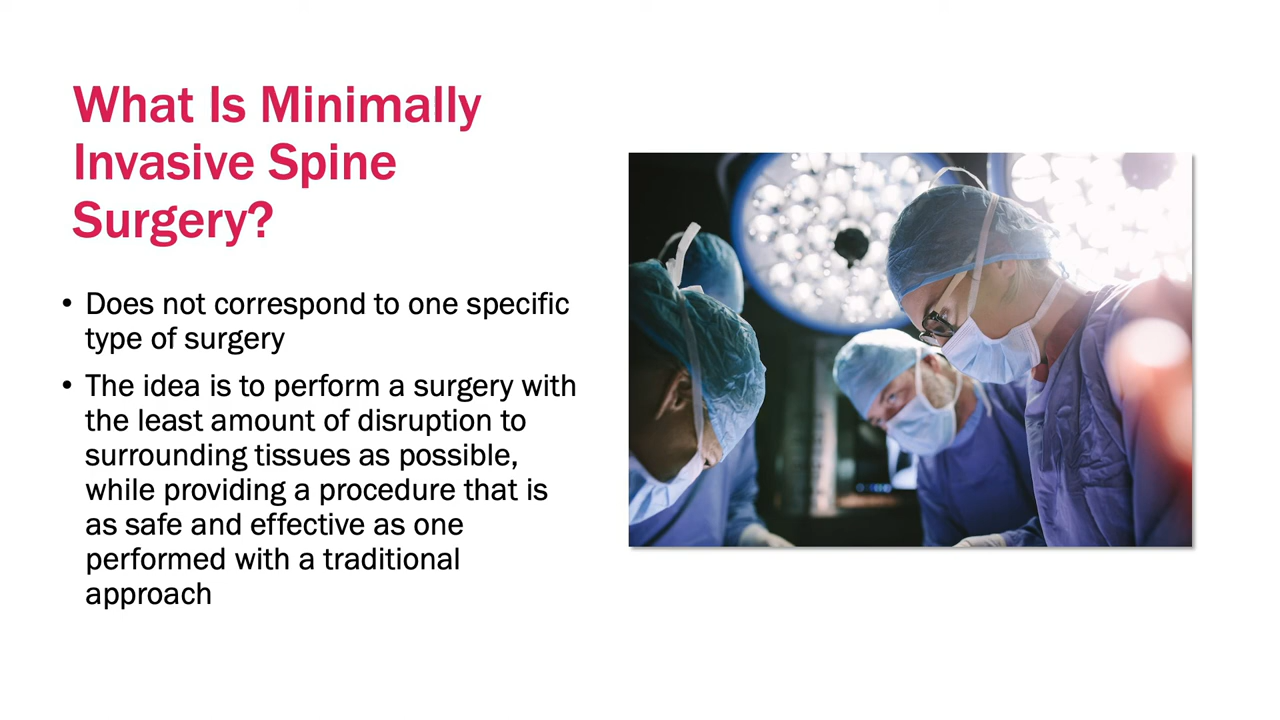 What Is Minimally
Invasive Spine
Surgery?
• Does not correspond to one specific
type of surgery
• The idea is to perform a surgery with
the least amount of disruption to
surrounding tissues as possible,
while providing a procedure that is
as safe and effective as one
performed with a traditional
approach